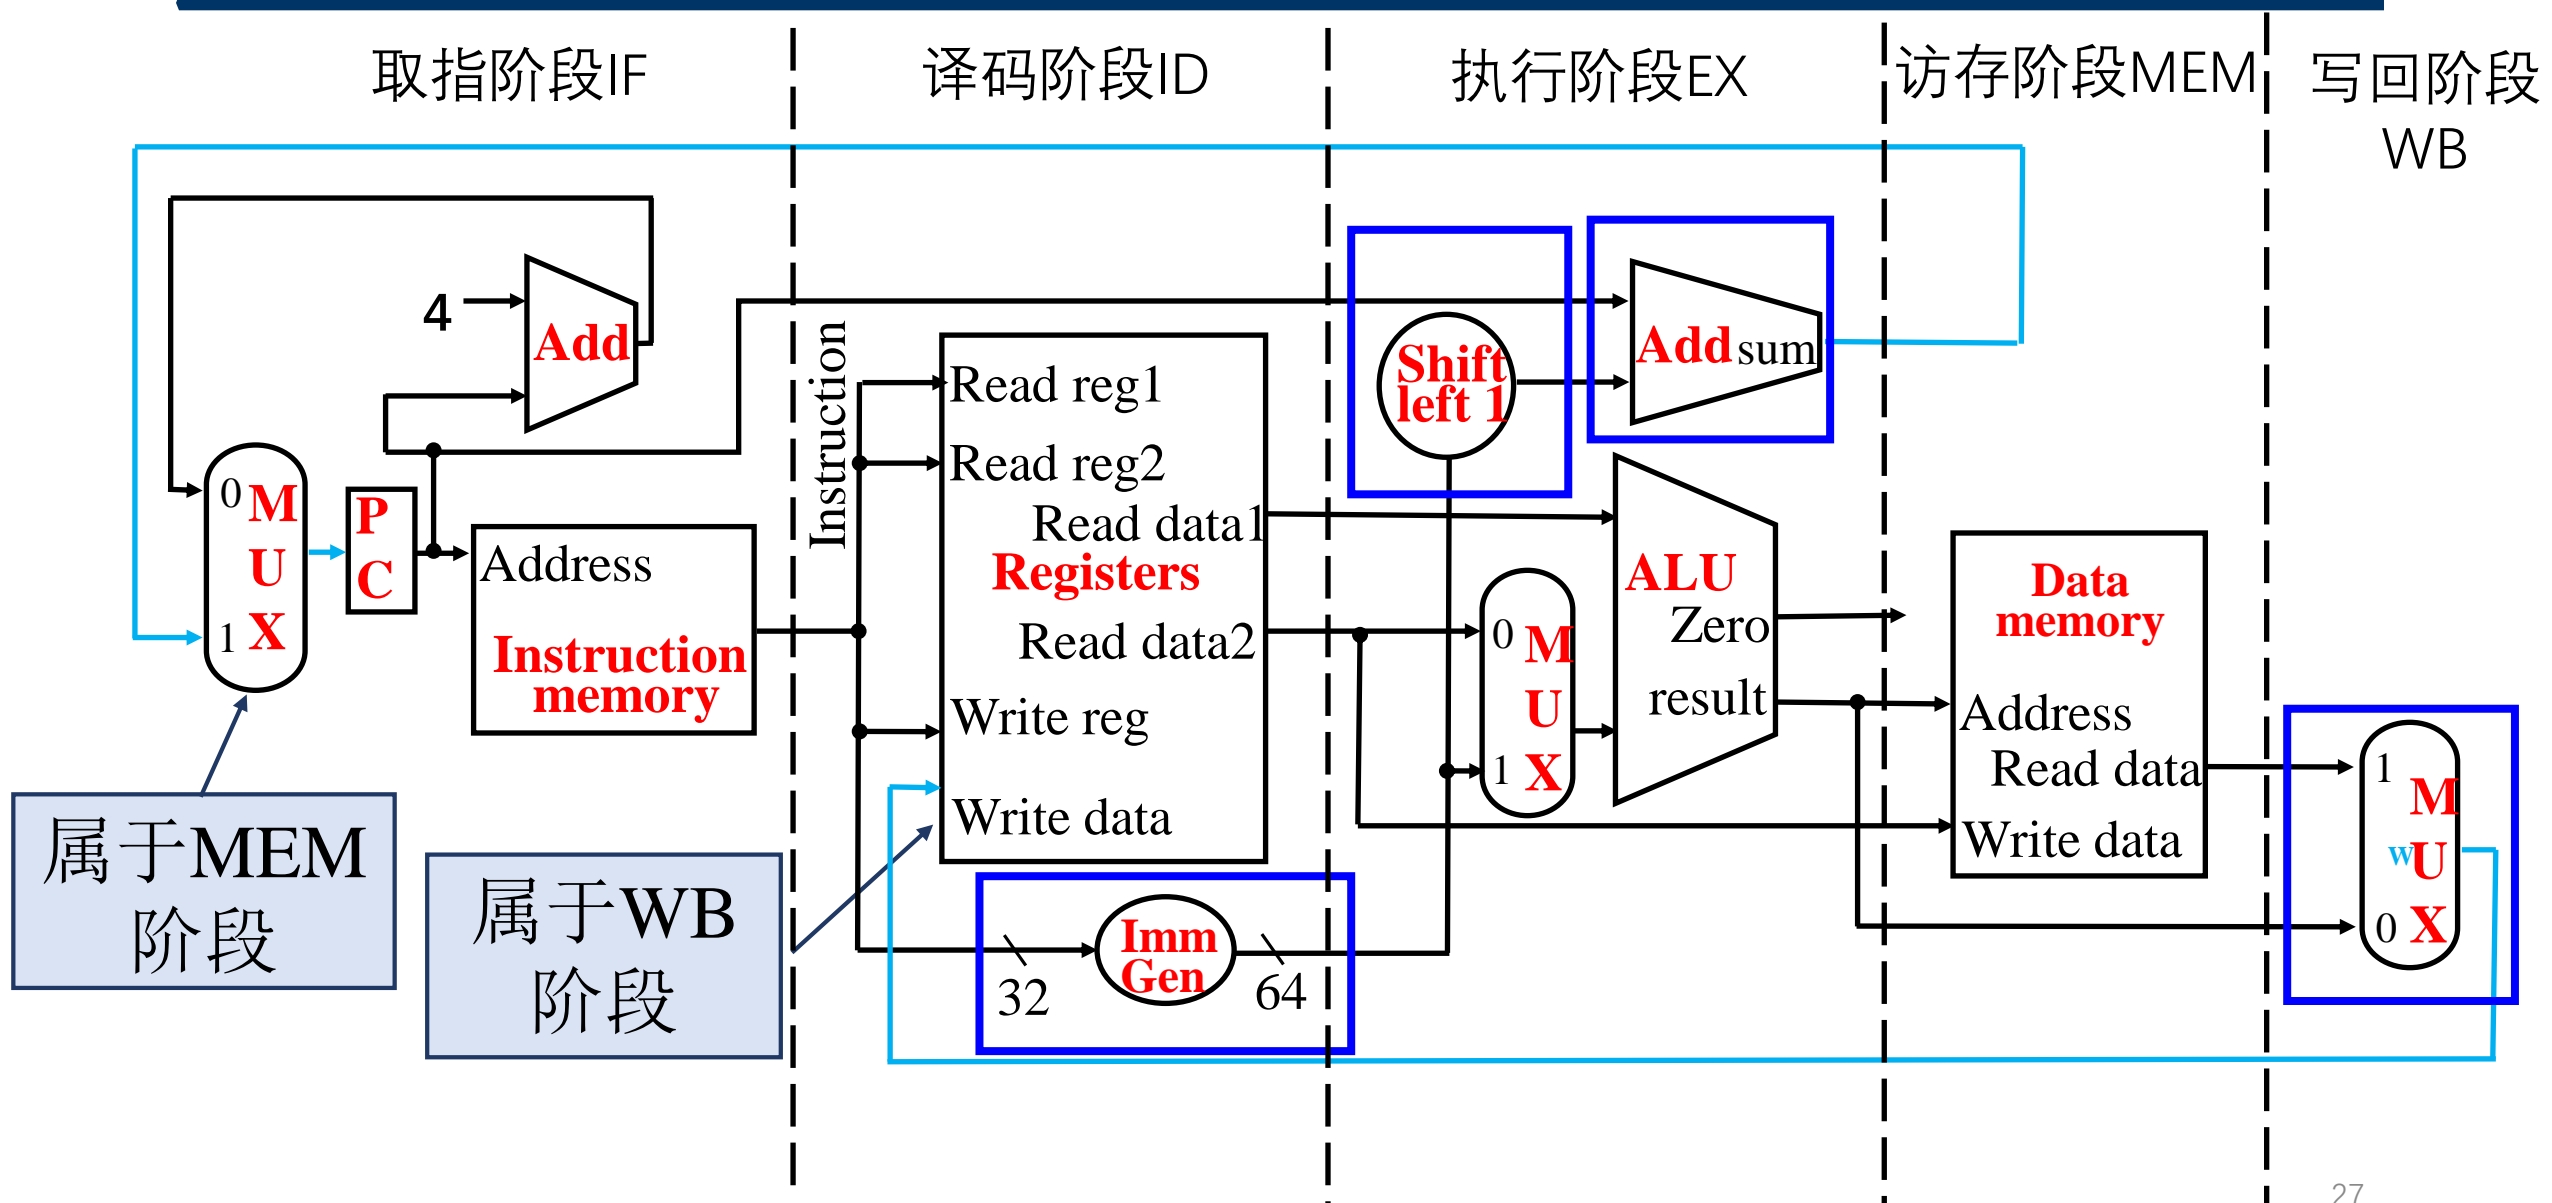 取指阶段IF
译码阶段ID
执行阶段EX
访存阶段MEM
写回阶段
WB
4
Add
0
M
U
X
1
P
C
Address
Instruction
memory
属于MEM
阶段
属于WB
阶段
Instruction
Read reg1
Read reg2
Read data1
Registers
Read data2
Write reg
Write data
32
Imm
Gen
64
Shift
left 1
Add sum
0
M
U
X
1
ALU
Zero
result
Data
memory
Address
Read data
Write data
1
M
w
U
X
0
27